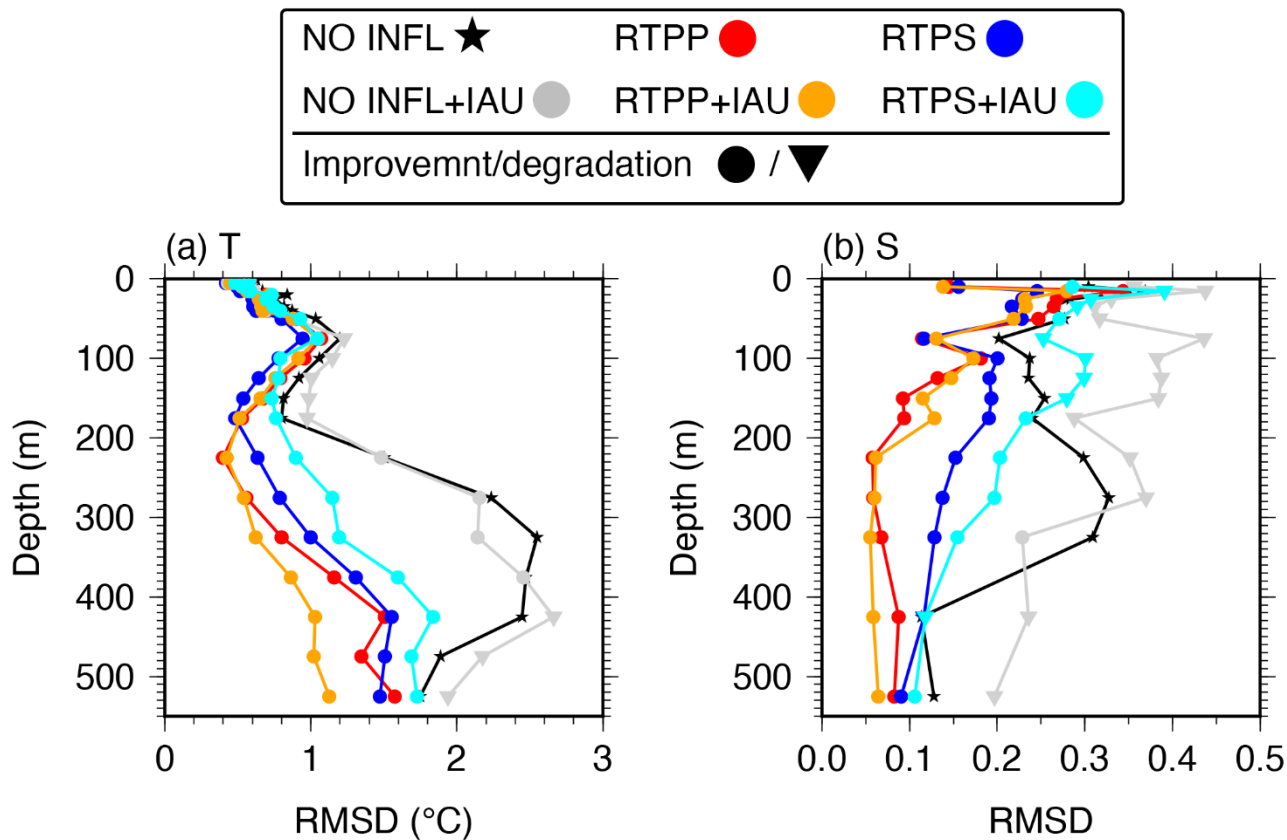 NO INFL RTPP RTPS
NO INFL+IAU RTPP+IAU RTPS+IAU
Improvemnt/degradation /
(a) T
0
100
200
300
400
500
Depth (m)
0 1 2 3
RMSD (°C)
(b) S
0
100
200
300
400
500
Depth (m)
0.0 0.1 0.2 0.3 0.4 0.5
RMSD